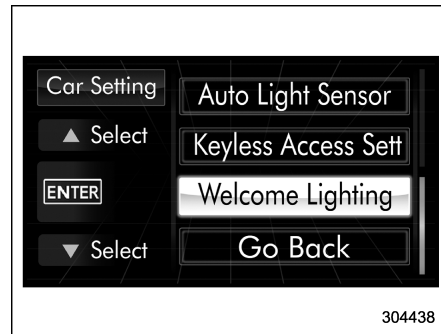 Car Setting
▲ Select
ENTER
▼ Select
Auto Light Sensor
Keyless Access Sett
Welcome Lighting
Go Back
304438